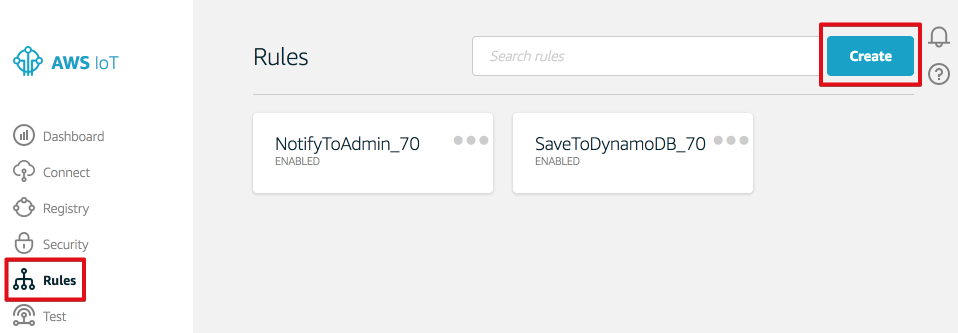 AWS IoT
Dashboard
Connect
Registry
Security
Rules
Test
Rules
Search rules
Create
?
NotifyToAdmin_70
ENABLED
SaveToDynamoDB_70
ENABLED